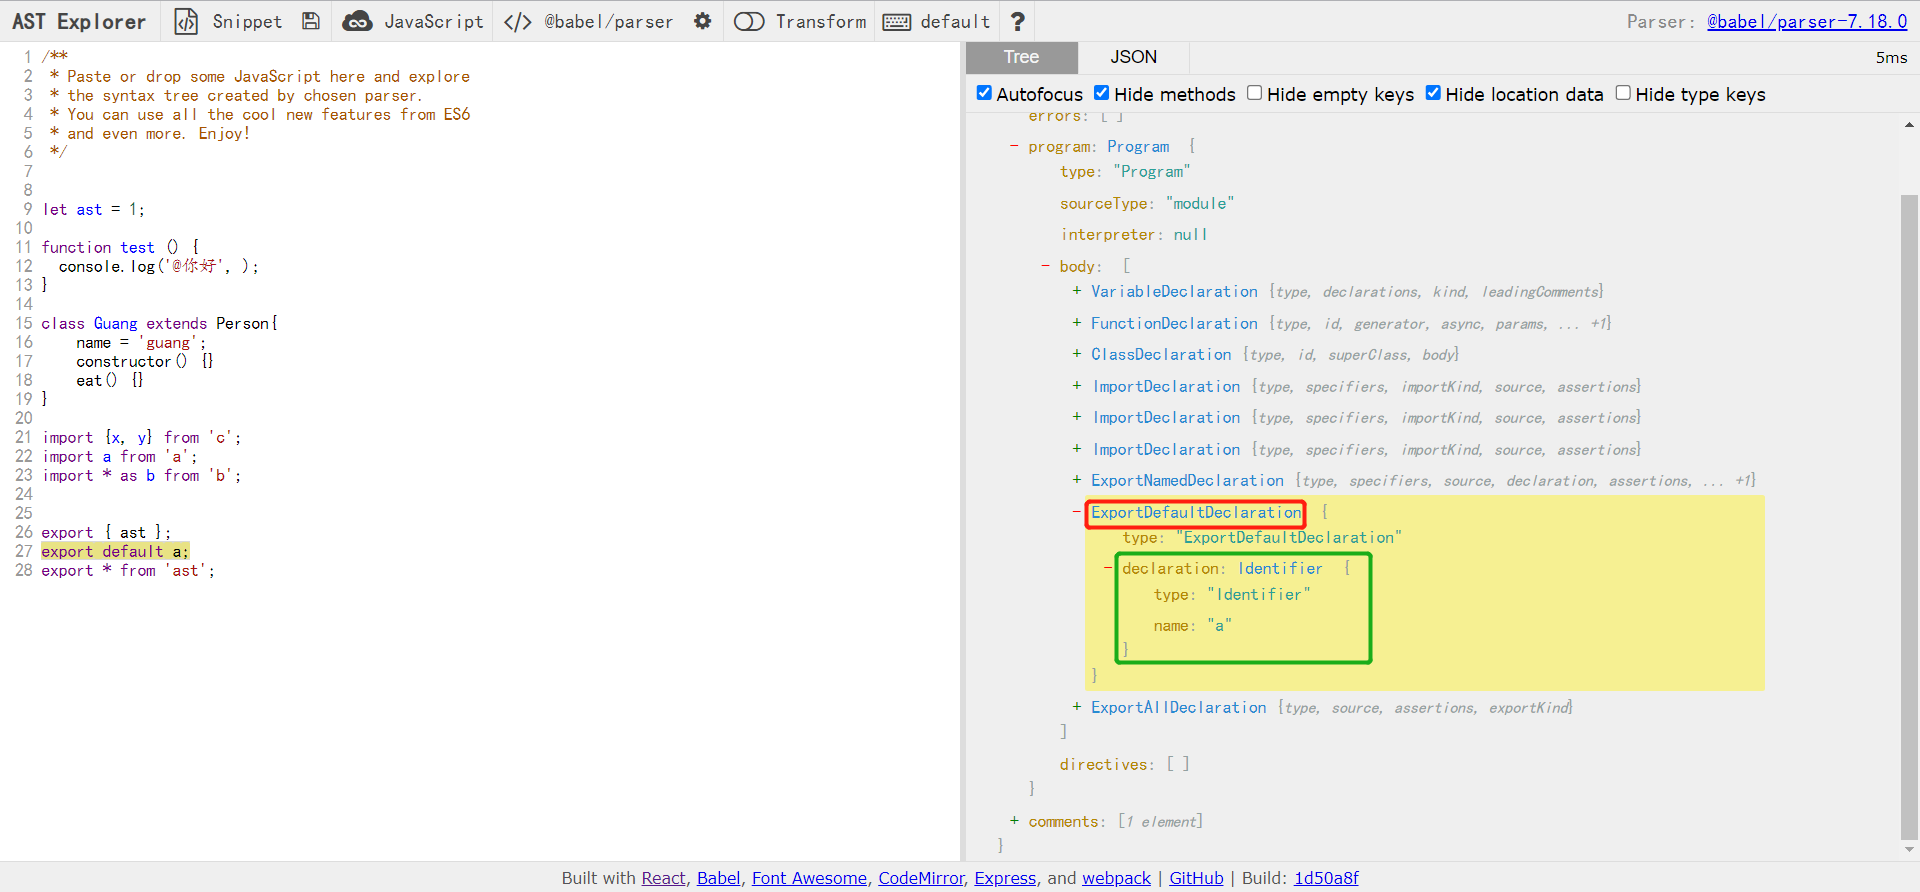 AST Explorer Snippet JavaScript </> @babel/parser Transform default ? Parser: @babel/parser-7.18.0
1 /**
2  * Paste or drop some JavaScript here and explore
3  * the syntax tree created by chosen parser.
4  * You can use all the cool new features from ES6
5  * and even more. Enjoy!
6  */
7
8
9 let ast = 1;
10
11 function test () {
12   console.log('@你好', );
13 }
14
15 class Guang extends Person{
16     name = 'guang';
17     constructor() {}
18     eat() {}
19 }
20
21 import {x, y} from 'c';
22 import a from 'a';
23 import * as b from 'b';
24
25
26 export { ast };
27 export default a;
28 export * from 'ast';
Tree JSON 5ms
Autofocus Hide methods Hide empty keys Hide location data Hide type keys
errors: [ ]
- program: Program {
type: "Program"
sourceType: "module"
interpreter: null
- body: [
+ VariableDeclaration {type, declarations, kind, leadingComments}
+ FunctionDeclaration {type, id, generator, async, params, ... +1}
+ ClassDeclaration {type, id, superClass, body}
+ ImportDeclaration {type, specifiers, importKind, source, assertions}
+ ImportDeclaration {type, specifiers, importKind, source, assertions}
+ ImportDeclaration {type, specifiers, importKind, source, assertions}
+ ExportNamedDeclaration {type, specifiers, source, declaration, assertions, ... +1}
- ExportDefaultDeclaration {
type: "ExportDefaultDeclaration"
- declaration: Identifier {
type: "Identifier"
name: "a"
}
}
+ ExportAllDeclaration {type, source, assertions, exportKind}
]
directives: [ ]
}
+ comments: [1 element]
}
Built with React, Babel, Font Awesome, CodeMirror, Express, and webpack | GitHub | Build: 1d50a8f